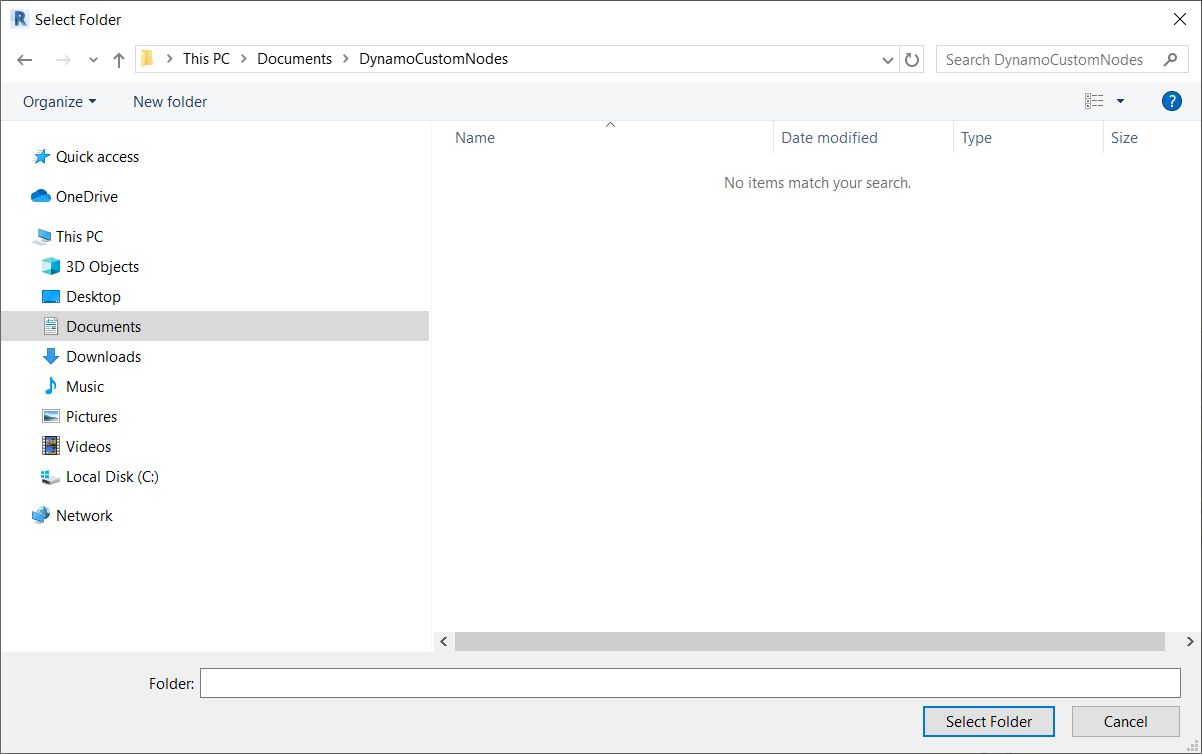 Select Folder
This PC > Documents > DynamoCustomNodes
Search DynamoCustomNodes
Organize
New folder
?
Name
Date modified
Type
Size
No items match your search.
Quick access
OneDrive
This PC
3D Objects
Desktop
Documents
Downloads
Music
Pictures
Videos
Local Disk (C:)
Network
Folder:
Select Folder
Cancel